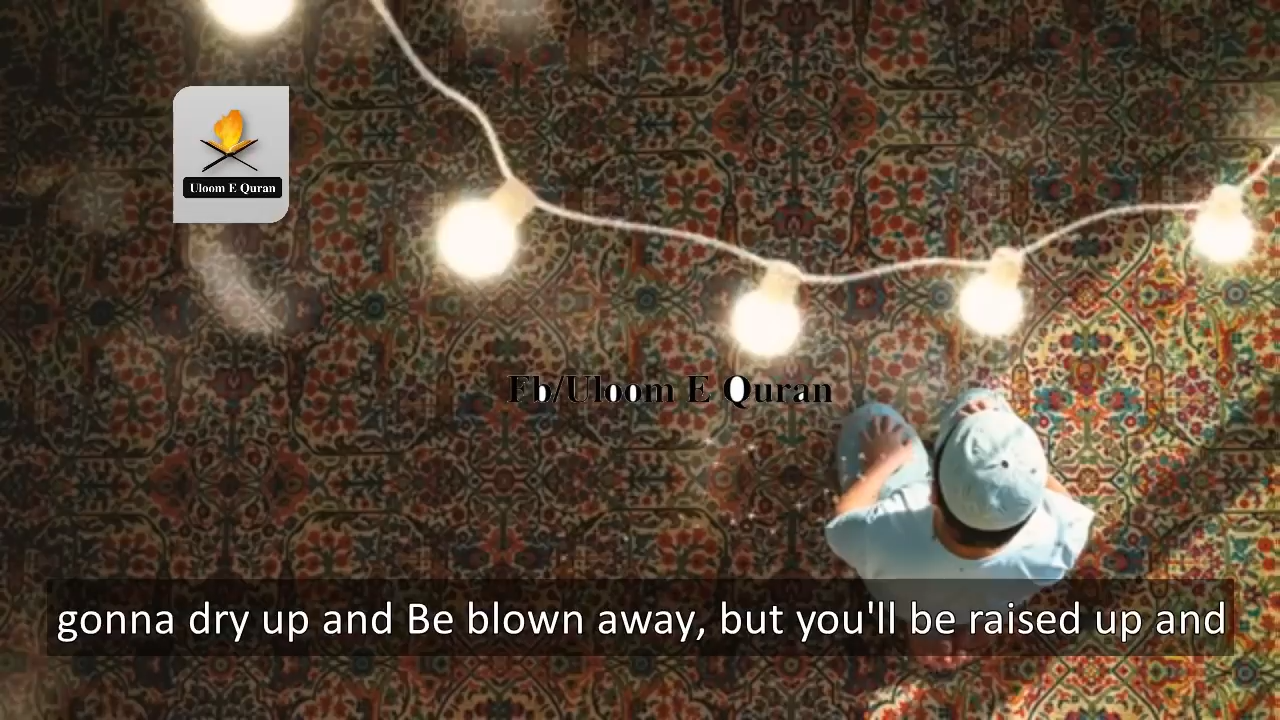 Uloom E Quran
Fb/Uloom E Quran
gonna dry up and Be blown away, but you'll be raised up and